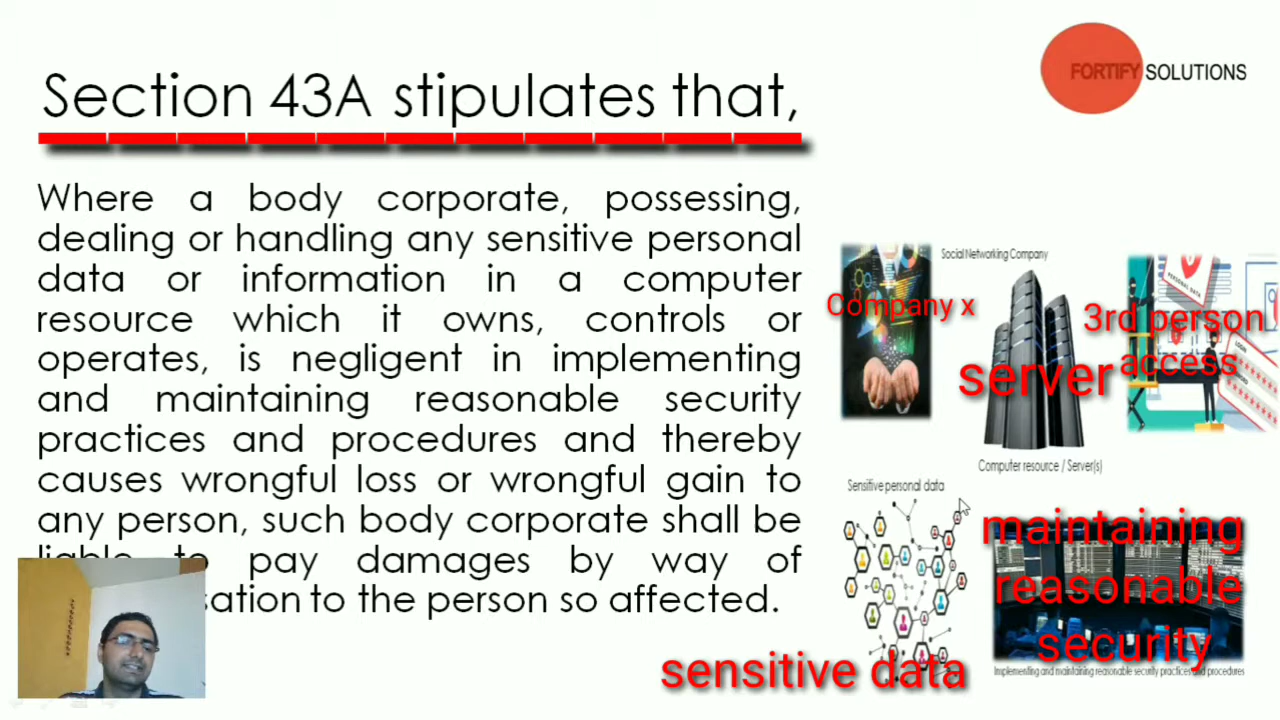 FORTIFY SOLUTIONS
Section 43A stipulates that,
Where a body corporate, possessing,
dealing or handling any sensitive personal
data or information in a computer
resource which it owns, controls or
operates, is negligent in implementing
and maintaining reasonable security
practices and procedures and thereby
causes wrongful loss or wrongful gain to
any person, such body corporate shall be
liable to pay damages by way of
sation to the person so affected.
Social Networking Company
Company x
server
Computer resource / Server(s)
PERSONAL DATA
3rd person
access
LOGIN
Sensitive personal data
sensitive data
maintaining
reasonable
security
Implementing and maintaining reasonable security practices and procedures